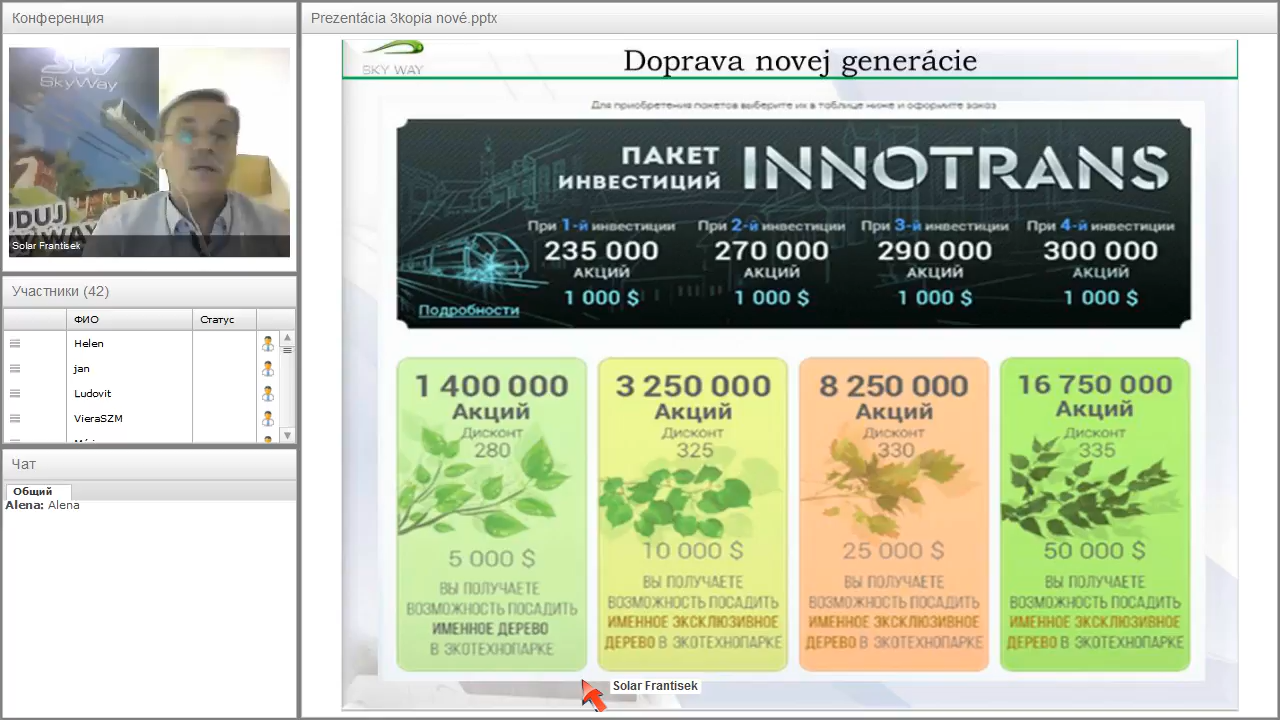 Конференция
SW
SkyWay
DUJ
Solar Frantisek
Участники (42)
ФИО
Статус
Helen
jan
Ludovit
VieraSZM
Чат
Общий
Alena: Alena
Prezentácia 3kopia nové.pptx
SKY WAY
Doprava novej generácie
Для приобретения пакетов выберите их в таблице ниже и оформите заказ
ПАКЕТ
ИНВЕСТИЦИЙ
INNOTRANS
При 1-й инвестиции
235 000
АКЦИЙ
1 000 $
При 2-й инвестиции
270 000
АКЦИЙ
1 000 $
При 3-й инвестиции
290 000
АКЦИЙ
1 000 $
При 4-й инвестиции
300 000
АКЦИЙ
1 000 $
Подробности
1 400 000
Акций
Дисконт
280
5 000 $
ВЫ ПОЛУЧАЕТЕ
ВОЗМОЖНОСТЬ ПОСАДИТЬ
ИМЕННОЕ ДЕРЕВО
В ЭКОТЕХНОПАРКЕ
3 250 000
Акций
Дисконт
325
10 000 $
ВЫ ПОЛУЧАЕТЕ
ВОЗМОЖНОСТЬ ПОСАДИТЬ
ИМЕННОЕ ЭКСКЛЮЗИВНОЕ
ДЕРЕВО В ЭКОТЕХНОПАРКЕ
8 250 000
Акций
Дисконт
330
25 000 $
ВЫ ПОЛУЧАЕТЕ
ВОЗМОЖНОСТЬ ПОСАДИТЬ
ИМЕННОЕ ЭКСКЛЮЗИВНОЕ
ДЕРЕВО В ЭКОТЕХНОПАРКЕ
16 750 000
Акций
Дисконт
335
50 000 $
ВЫ ПОЛУЧАЕТЕ
ВОЗМОЖНОСТЬ ПОСАДИТЬ
ИМЕННОЕ ЭКСКЛЮЗИВНОЕ
ДЕРЕВО В ЭКОТЕХНОПАРКЕ
Solar Frantisek